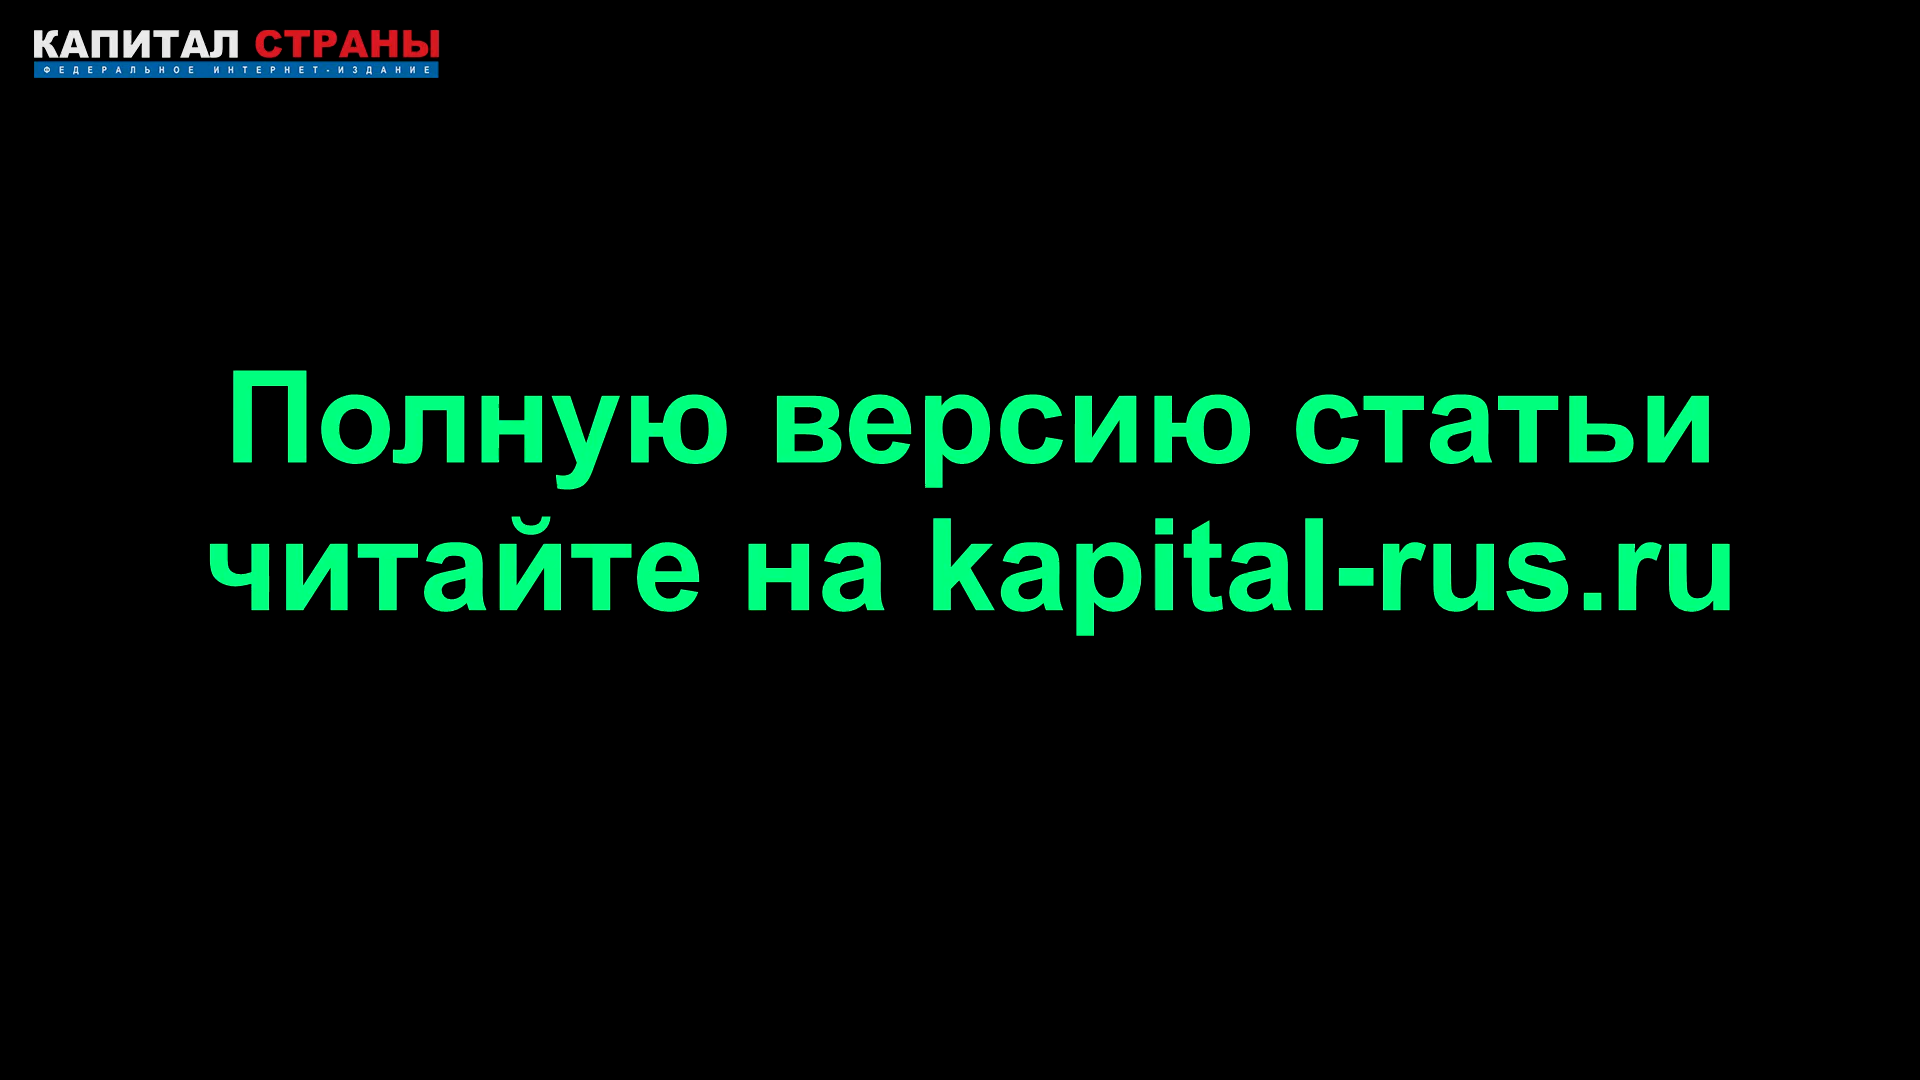 КАПИТАЛ СТРАНЫ
ФЕДЕРАЛЬНОЕ ИНТЕРНЕТ-ИЗДАНИЕ
Полную версию статьи
читайте на kapital-rus.ru